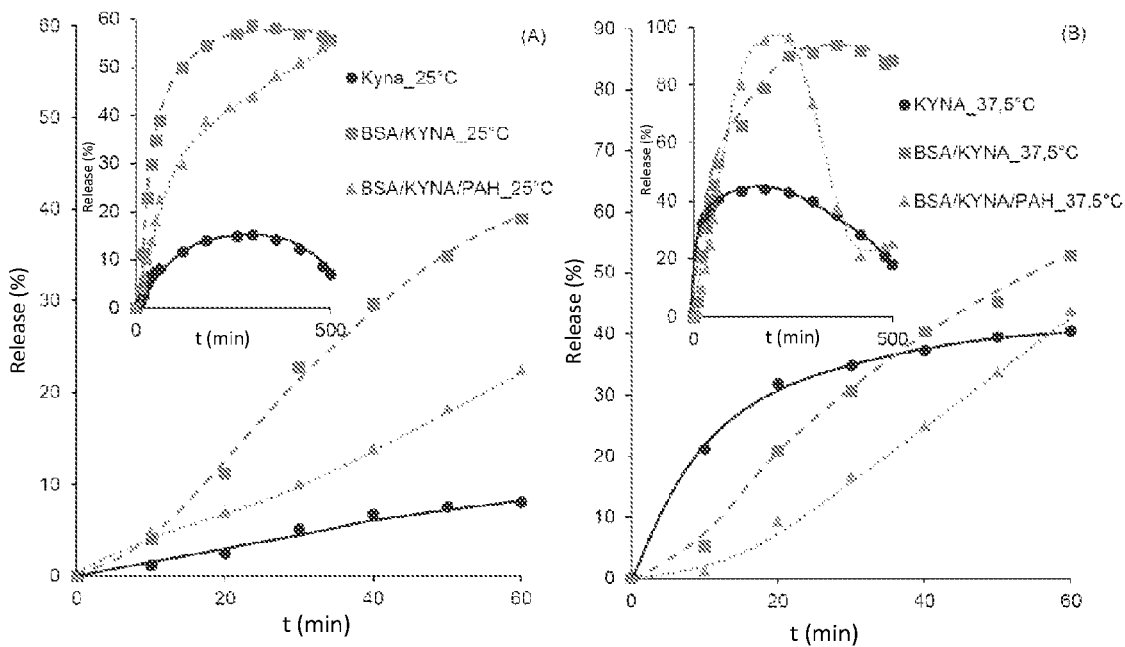 (A)
60
50
40
30
20
10
0
Release (%)
0
20
40
60
t (min)
60
50
40
30
20
10
0
Release (%)
0
500
t (min)
Kyna_25°C
BSA/KYNA_25°C
BSA/KYNA/PAH_25°C
(B)
90
80
70
60
50
40
30
20
10
0
Release (%)
0
20
40
60
t (min)
100
80
60
40
20
0
Release (%)
0
500
t (min)
KYNA_37,5°C
BSA/KYNA_37,5°C
BSA/KYNA/PAH_37,5°C